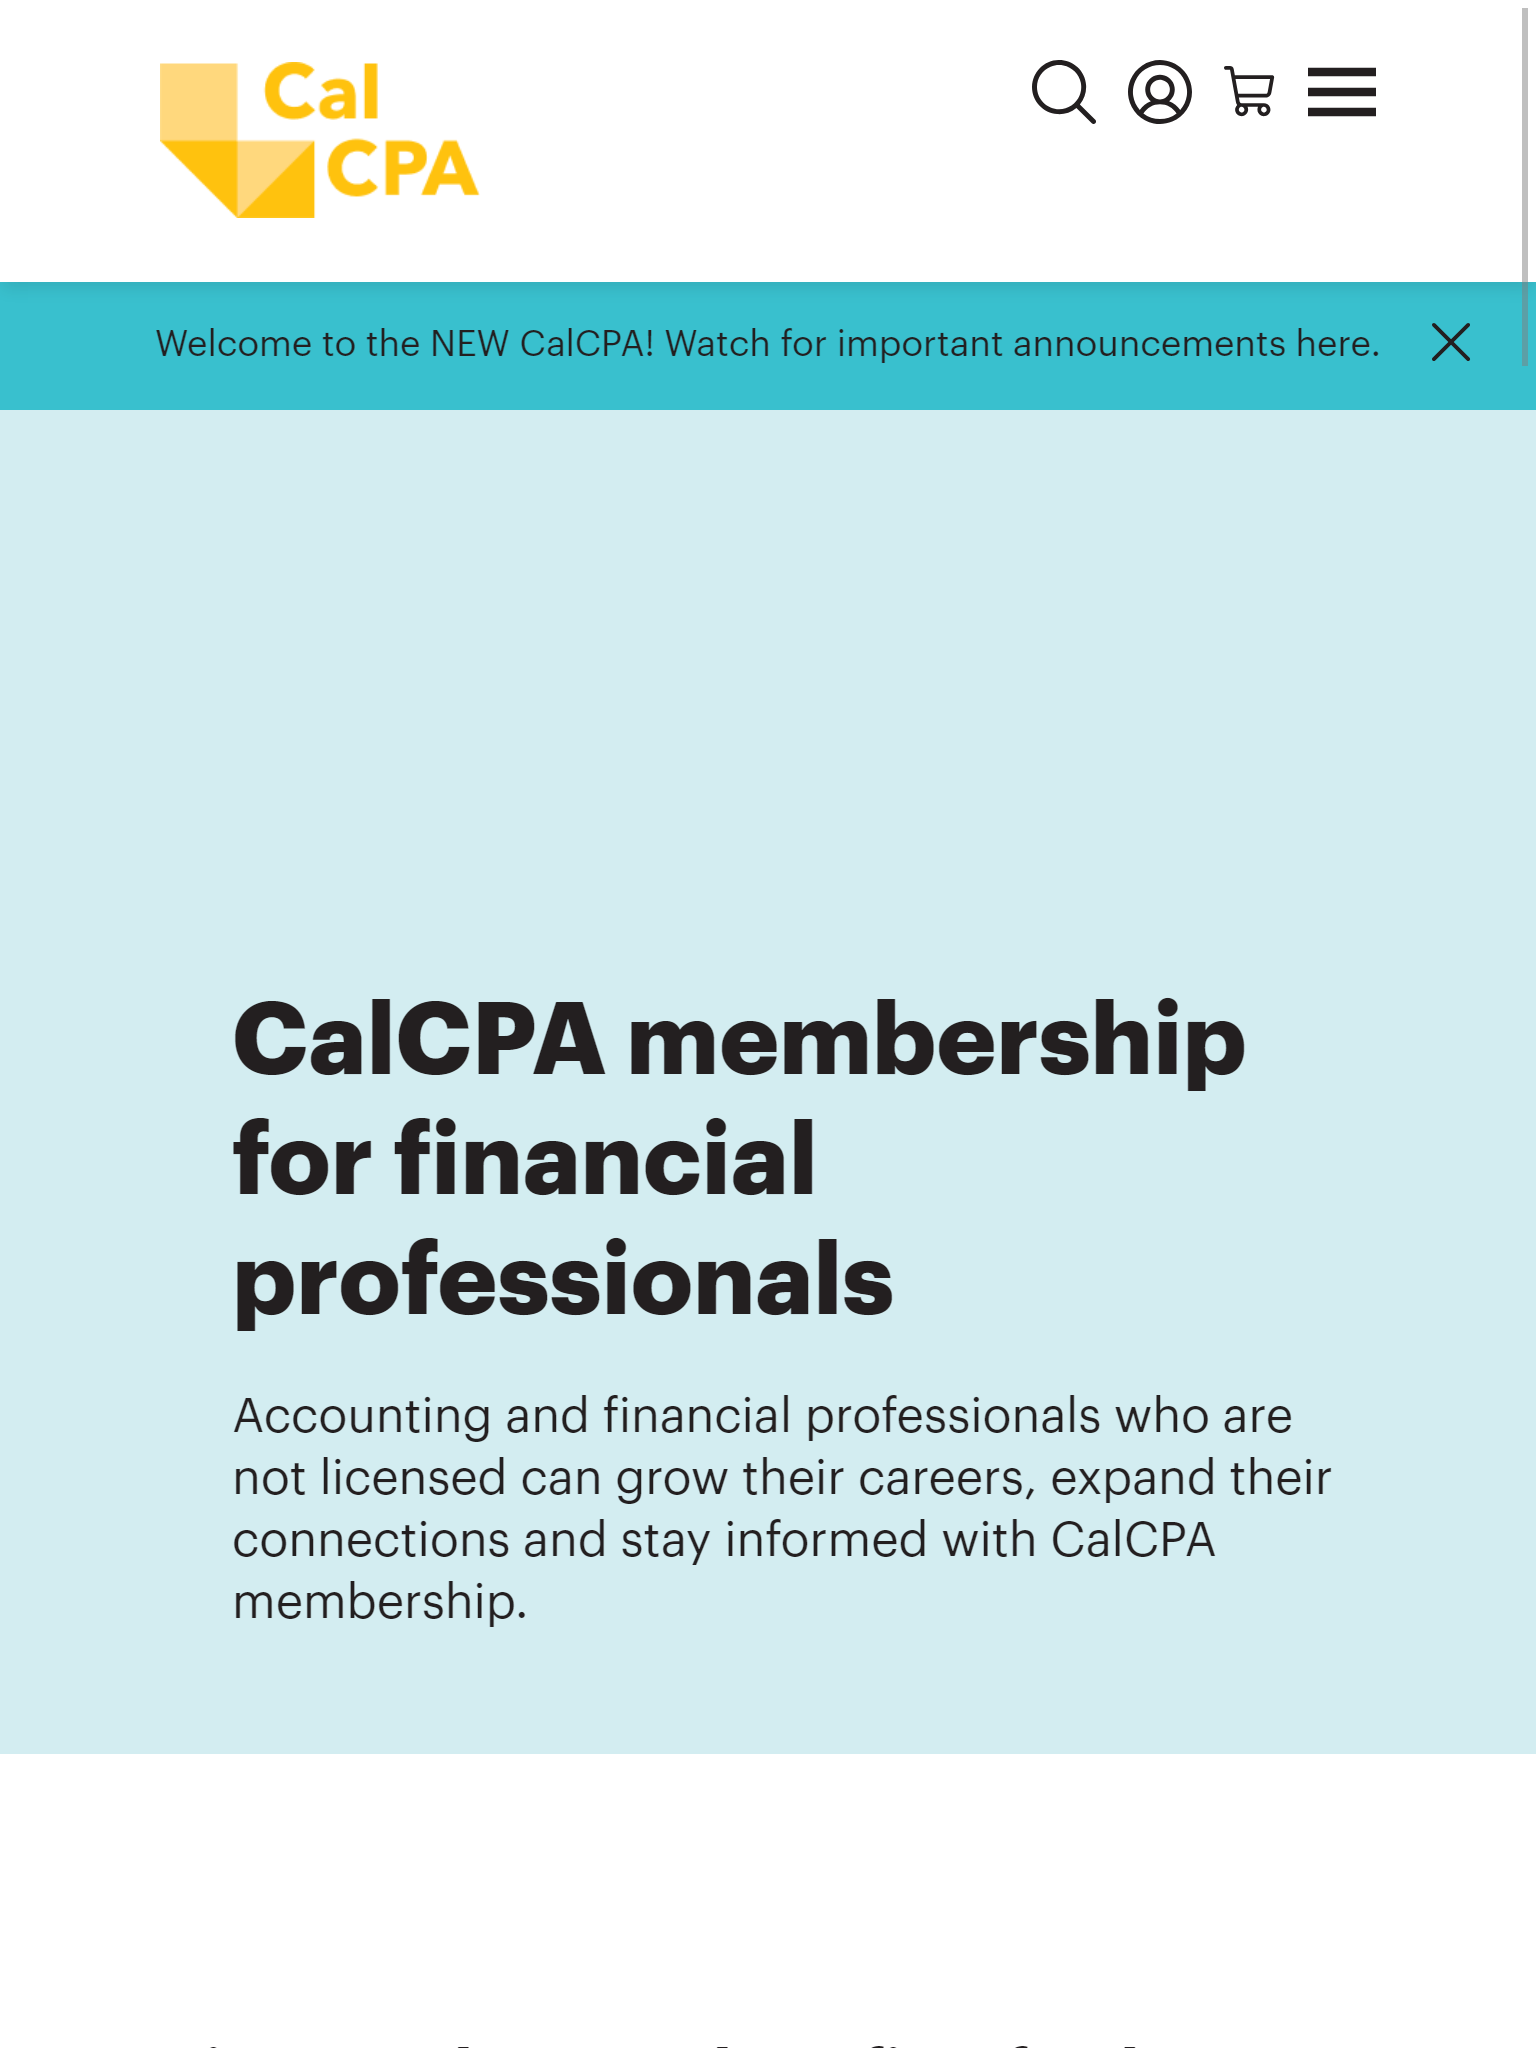 Cal
CPA
Welcome to the NEW CalCPA! Watch for important announcements here.
CalCPA membership
for financial
professionals
Accounting and financial professionals who are
not licensed can grow their careers, expand their
connections and stay informed with CalCPA
membership.